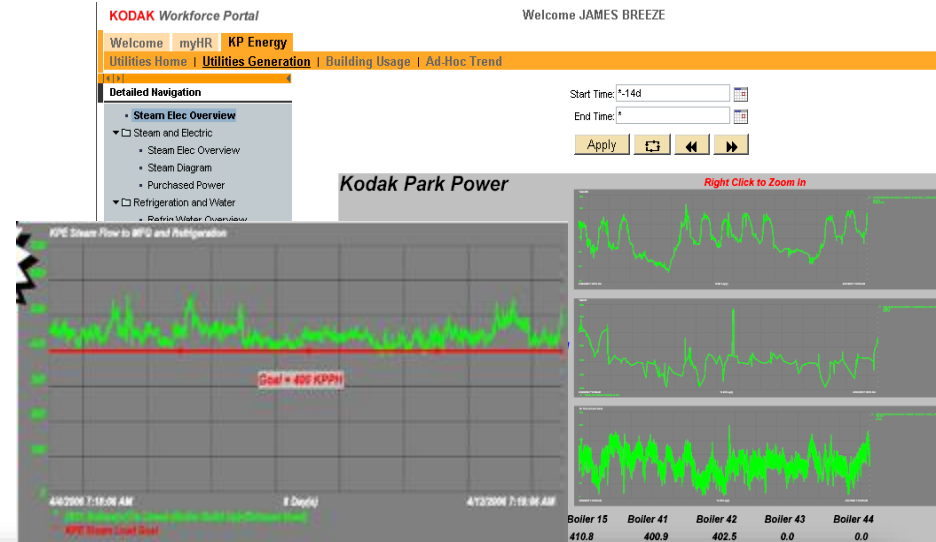 KODAK Workforce Portal
Welcome JAMES BREEZE
Welcome myHR KP Energy
Utilities Home | Utilities Generation | Building Usage | Ad-Hoc Trend
Detailed Navigation
Start Time: *-14d
End Time: *
Apply
Steam Elec Overview
Steam and Electric
Steam Elec Overview
Steam Diagram
Purchased Power
Refrigeration and Water
Refrig Water Overview
Kodak Park Power
Right Click to Zoom In
KPE Steam Flow to MFG and Refrigeration
Goal = 400 KPPH
4/4/2006 7:18:06 AM
8 Day(s)
4/12/2006 7:18:06 AM
KPE Steam Load Goal
Boiler 15 Boiler 41 Boiler 42 Boiler 43 Boiler 44
410.8 400.9 402.5 0.0 0.0